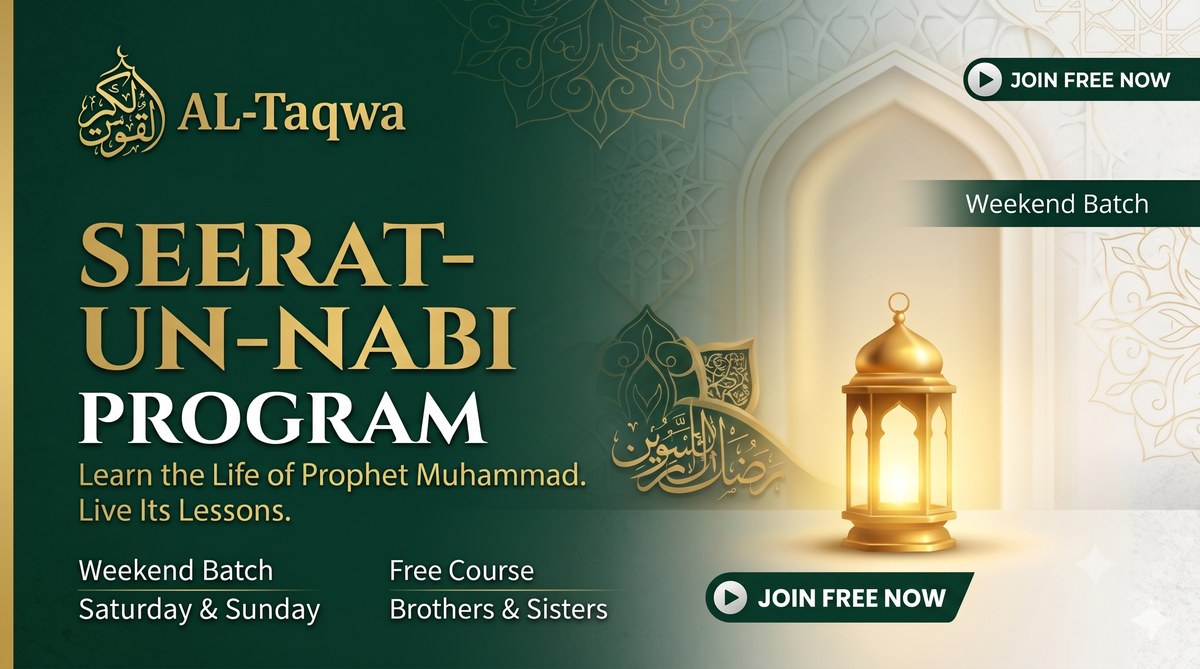 AL-Taqwa
JOIN FREE NOW
Weekend Batch
SEERAT-
UN-NABI
PROGRAM
Learn the Life of Prophet Muhammad.
Live Its Lessons.
Weekend Batch
Saturday & Sunday
Free Course
Brothers & Sisters
JOIN FREE NOW